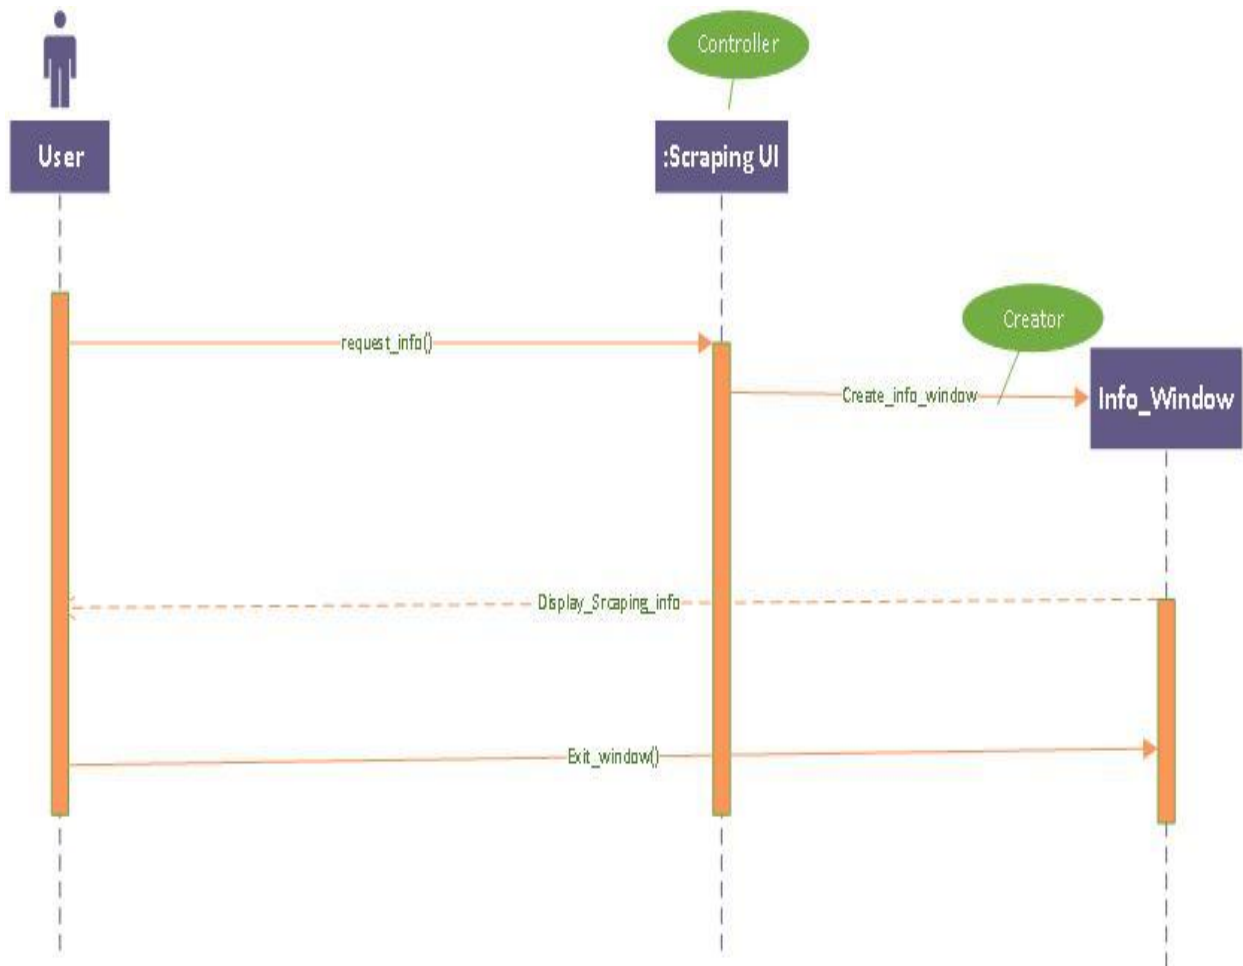 Controller
User
:Scraping UI
Creator
request_info()
Create_info_window
Info_Window
Display_Srcaping_info
Exit_window()